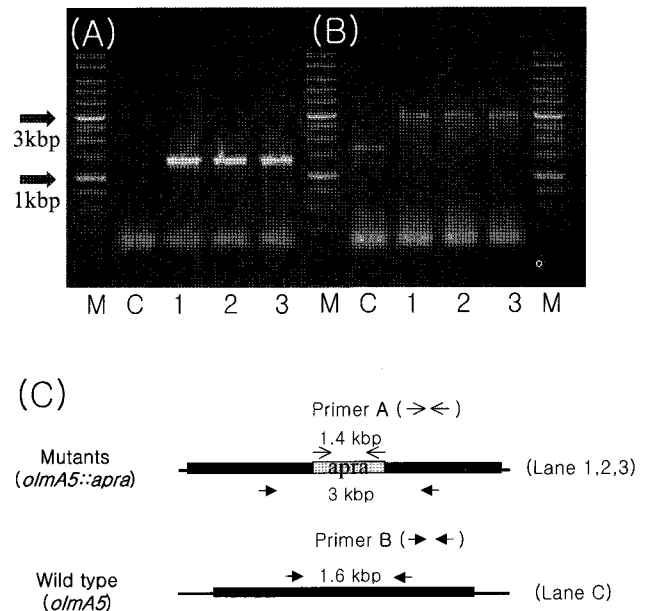 (A) (B)
3kbp
1kbp
M C 1 2 3 M C 1 2 3 M
(C)
Primer A (→←)
1.4 kbp
Mutants
(olmA5::apra)
apra
(Lane 1,2,3)
3 kbp
Primer B (→ ←)
1.6 kbp
Wild type
(olmA5)
(Lane C)